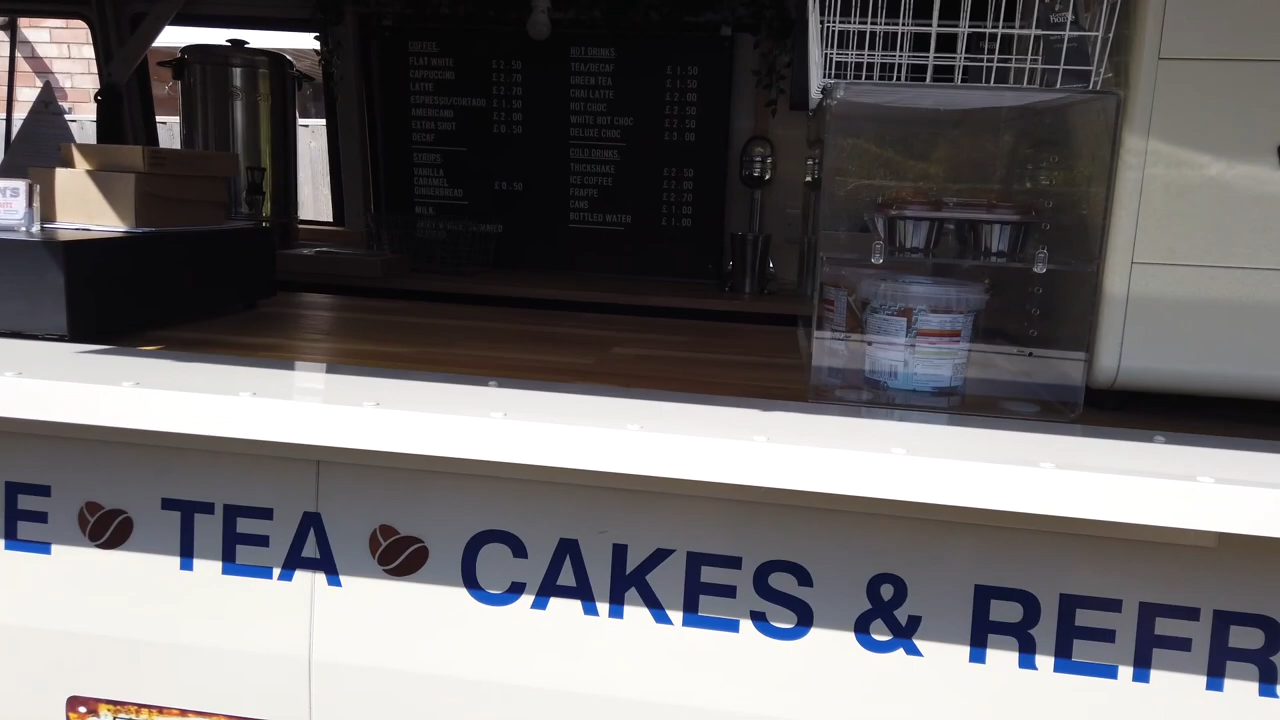 COFFEE.
FLAT WHITE £2.50
CAPPUCCINO £2.70
LATTE £2.70
ESPRESSO/CORTADO £1.50
AMERICANO £2.00
EXTRA SHOT £0.50
DECAF
SYRUPS.
VANILLA
CARAMEL £0.50
GINGERBREAD
MILK.
HOT DRINKS.
TEA/DECAF £1.50
GREEN TEA £1.50
CHAI LATTE £2.00
HOT CHOC £2.50
WHITE HOT CHOC £2.50
DELUXE CHOC £3.00
COLD DRINKS.
THICKSHAKE £2.50
ICE COFFEE £2.00
FRAPPE £2.70
CANS £1.00
BOTTLED WATER £1.00
home
N'S
E TEA CAKES & REFR